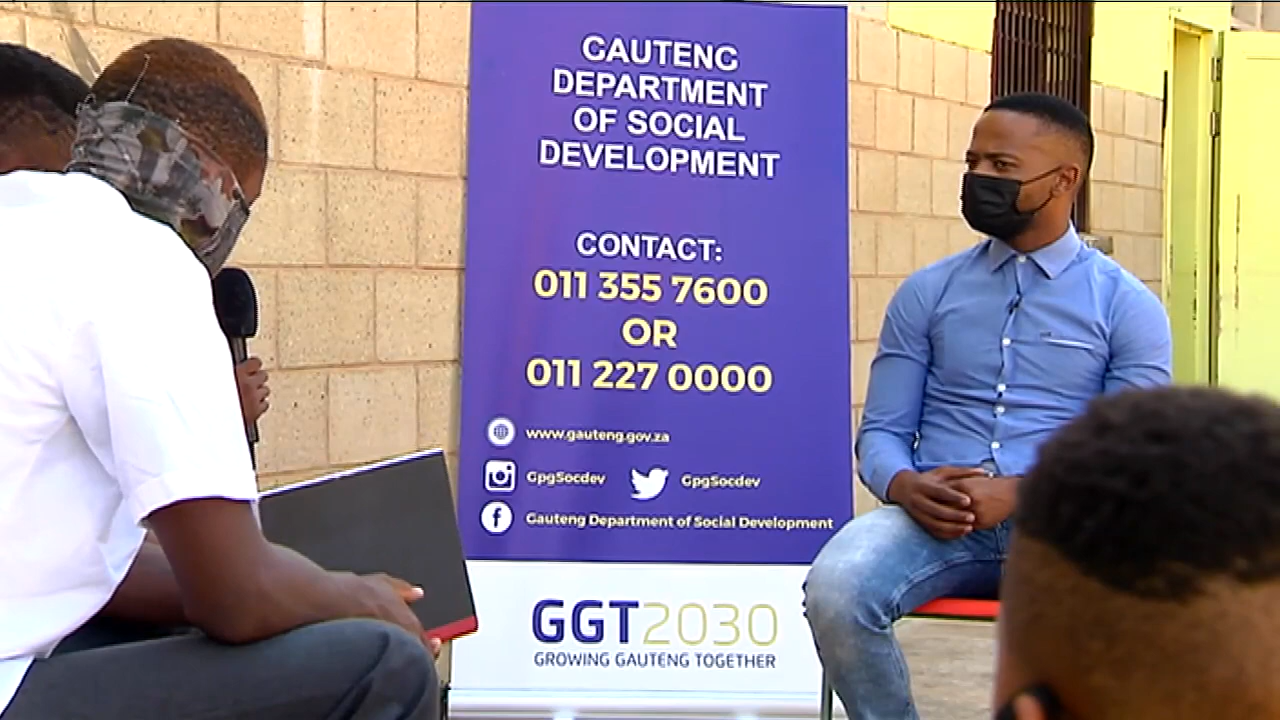 GAUTENG
DEPARTMENT
OF SOCIAL
DEVELOPMENT
CONTACT:
011 355 7600
OR
011 227 0000
www.gauteng.gov.za
GpgSocdev GpgSocdev
Gauteng Department of Social Development
GGT2030
GROWING GAUTENG TOGETHER